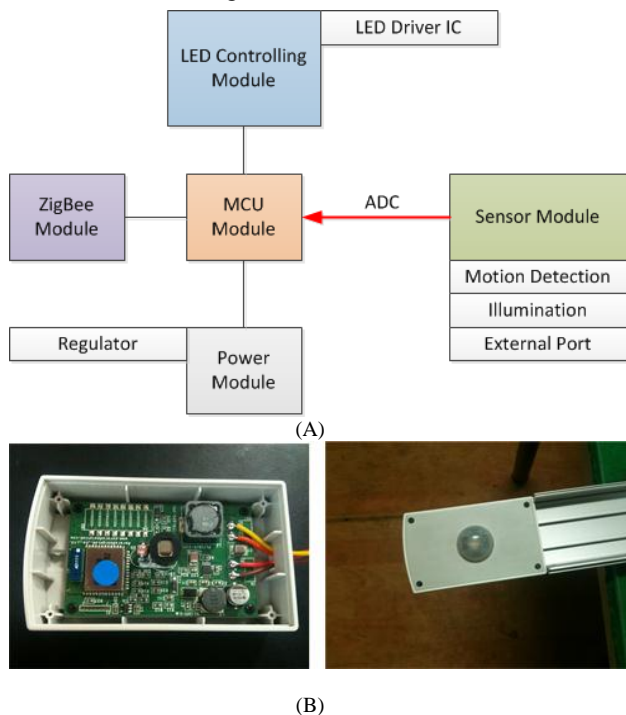 LED Driver IC
LED Controlling
Module
ZigBee
Module
MCU
Module
ADC
Sensor Module
Motion Detection
Illumination
External Port
Regulator
Power
Module
(A)
(B)